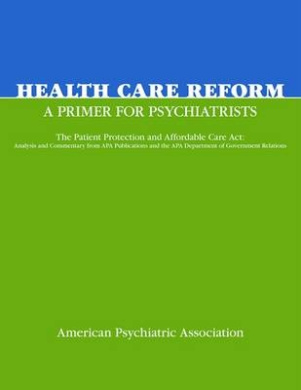 HEALTH CARE REFORM
A PRIMER FOR PSYCHIATRISTS
The Patient Protection and Affordable Care Act:
Analysis and Commentary from APA Publications and the APA Department of Government Relations
American Psychiatric Association